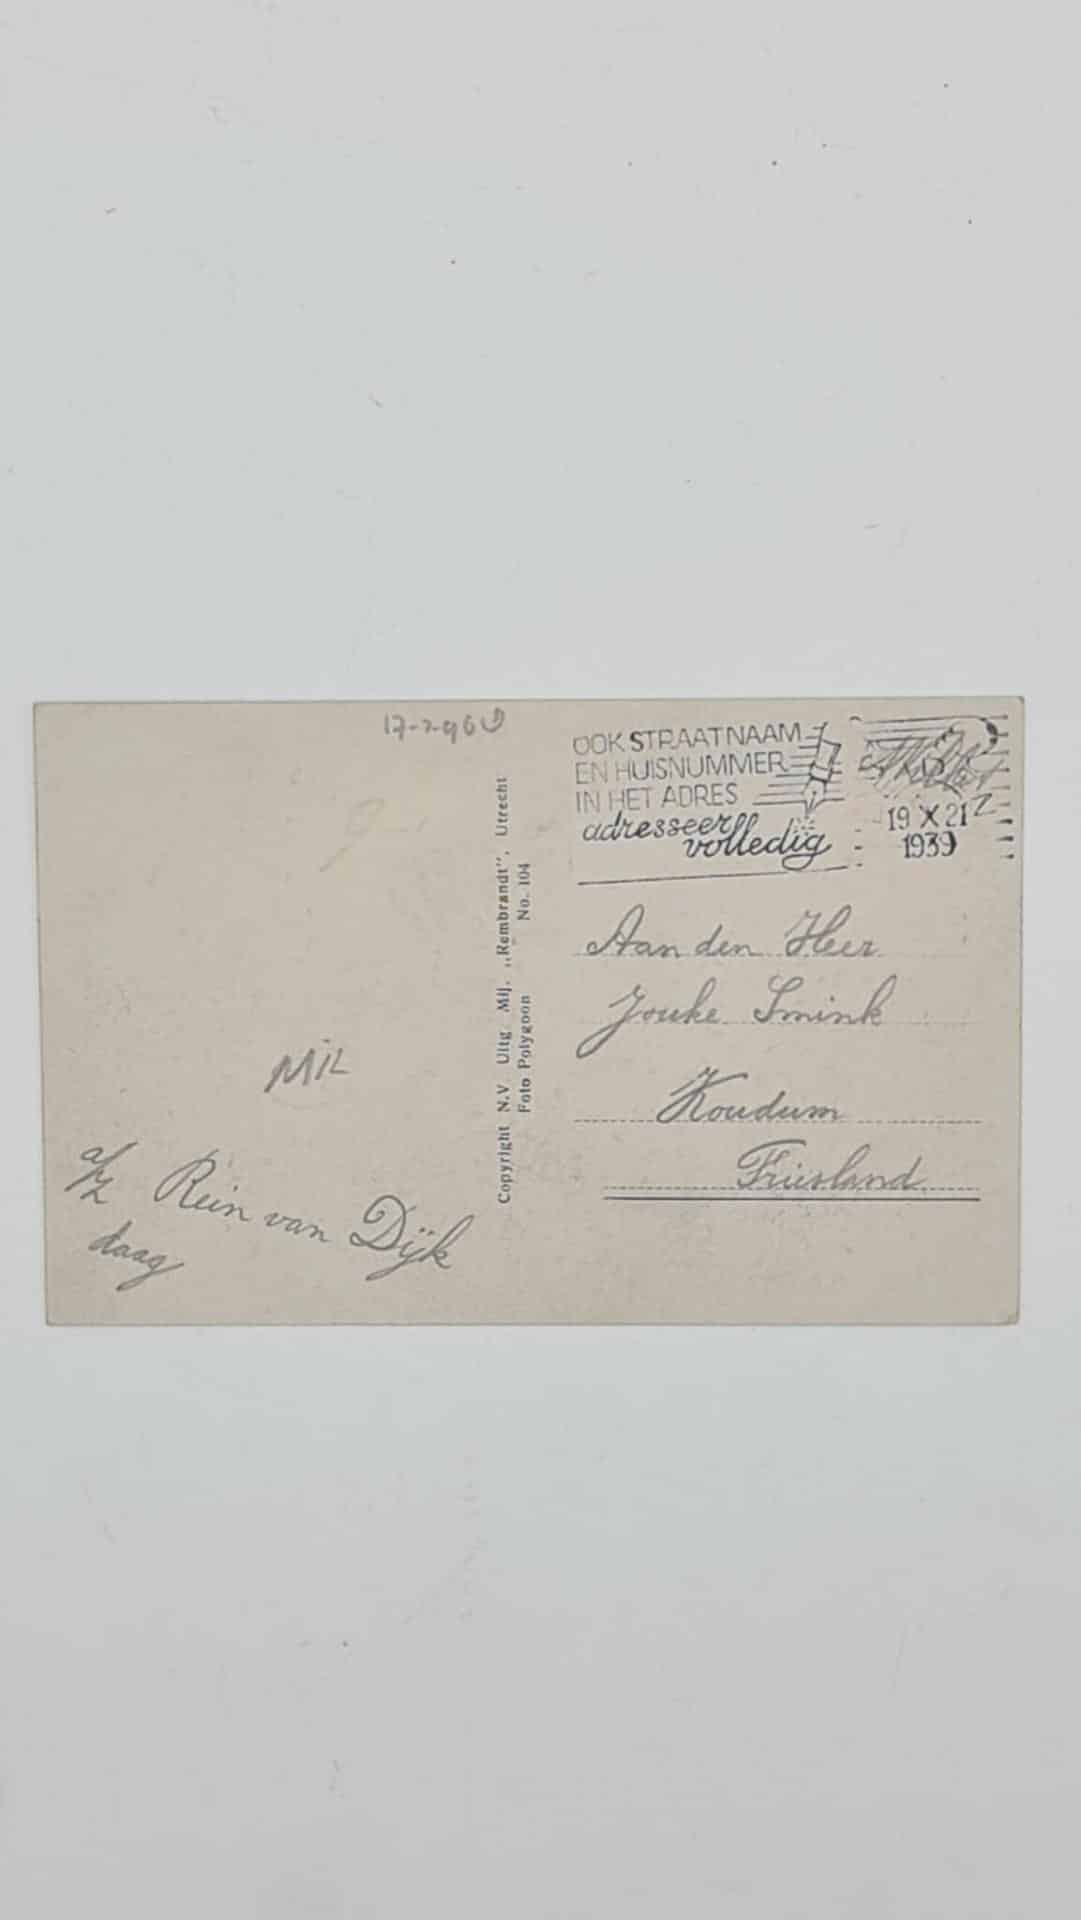 17-2-96
OOK STRAATNAAM
EN HUISNUMMER
IN HET ADRES
adresseer
volledig
19 X 21
1939
Copyright N.V. Uitg. Mij. „Rembrandt”, Utrecht
Foto Polygoon No. 104
Aan den Heer
Jouke Smink
Koudum
Friesland
MiL
a/z Rein van Dijk
daag